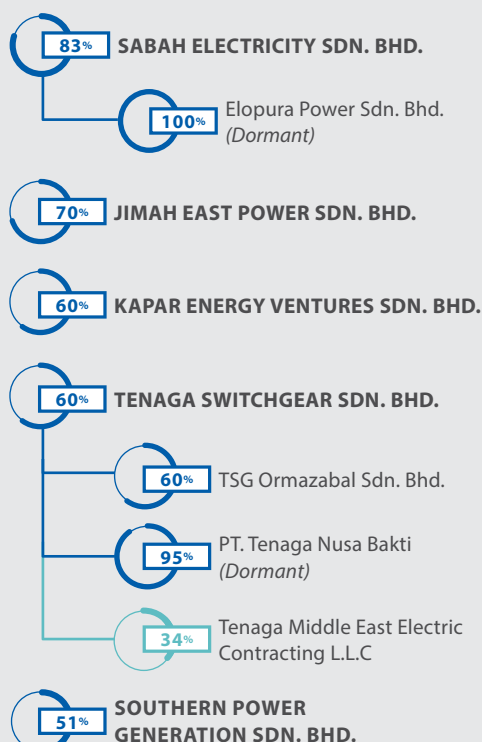 83% SABAH ELECTRICITY SDN. BHD.
100% Elopura Power Sdn. Bhd.
(Dormant)
70% JIMAH EAST POWER SDN. BHD.
60% KAPAR ENERGY VENTURES SDN. BHD.
60% TENAGA SWITCHGEAR SDN. BHD.
60% TSG Ormazabal Sdn. Bhd.
95% PT. Tenaga Nusa Bakti
(Dormant)
34% Tenaga Middle East Electric
Contracting L.L.C
51% SOUTHERN POWER
GENERATION SDN. BHD.